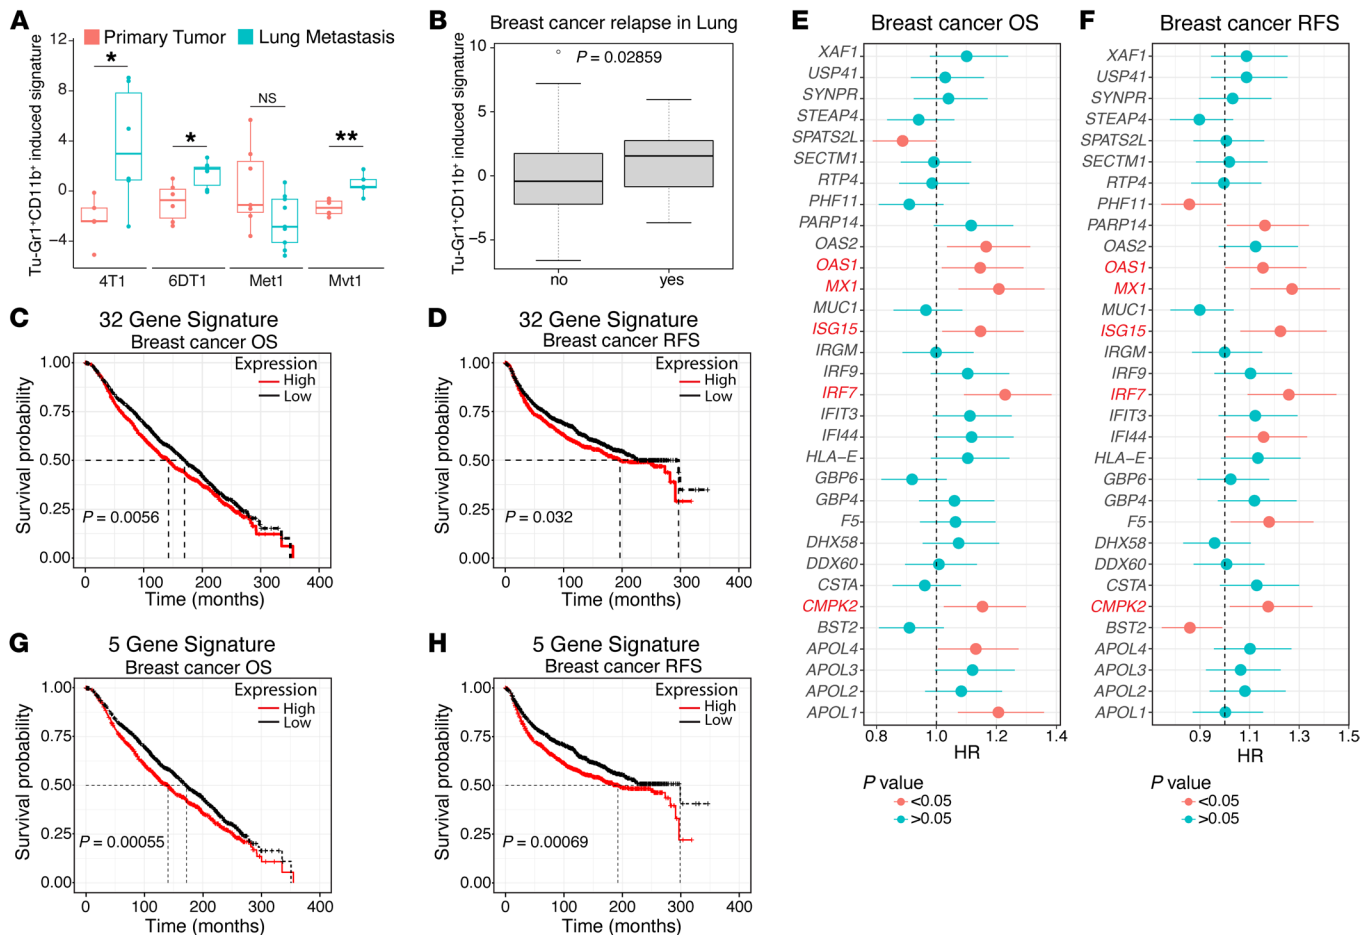 A
Primary Tumor
Lung Metastasis
Tu-Gr1⁺CD11b⁺ induced signature
12
8
4
0
−4
*
*
NS
**
4T1
6DT1
Met1
Mvt1
B
Breast cancer relapse in Lung
Tu-Gr1⁺CD11b⁺ induced signature
10
5
0
−5
P = 0.02859
no
yes
C
32 Gene Signature
Breast cancer OS
Survival probability
1.00
0.75
0.50
0.25
0.00
Expression
High
Low
P = 0.0056
0
100
200
300
400
Time (months)
D
32 Gene Signature
Breast cancer RFS
Survival probability
1.00
0.75
0.50
0.25
0.00
Expression
High
Low
P = 0.032
0
100
200
300
400
Time (months)
E
Breast cancer OS
XAF1
USP41
SYNPR
STEAP4
SPATS2L
SECTM1
RTP4
PHF11
PARP14
OAS2
OAS1
MX1
MUC1
ISG15
IRGM
IRF9
IRF7
IFIT3
IFI44
HLA−E
GBP6
GBP4
F5
DHX58
DDX60
CSTA
CMPK2
BST2
APOL4
APOL3
APOL2
APOL1
0.8
1.0
1.2
1.4
HR
P value
<0.05
>0.05
F
Breast cancer RFS
XAF1
USP41
SYNPR
STEAP4
SPATS2L
SECTM1
RTP4
PHF11
PARP14
OAS2
OAS1
MX1
MUC1
ISG15
IRGM
IRF9
IRF7
IFIT3
IFI44
HLA−E
GBP6
GBP4
F5
DHX58
DDX60
CSTA
CMPK2
BST2
APOL4
APOL3
APOL2
APOL1
0.9
1.1
1.3
1.5
HR
P value
<0.05
>0.05
G
5 Gene Signature
Breast cancer OS
Survival probability
1.00
0.75
0.50
0.25
0.00
Expression
High
Low
P = 0.000055
0
100
200
300
400
Time (months)
H
5 Gene Signature
Breast cancer RFS
Survival probability
1.00
0.75
0.50
0.25
0.00
Expression
High
Low
P = 0.00069
0
100
200
300
400
Time (months)